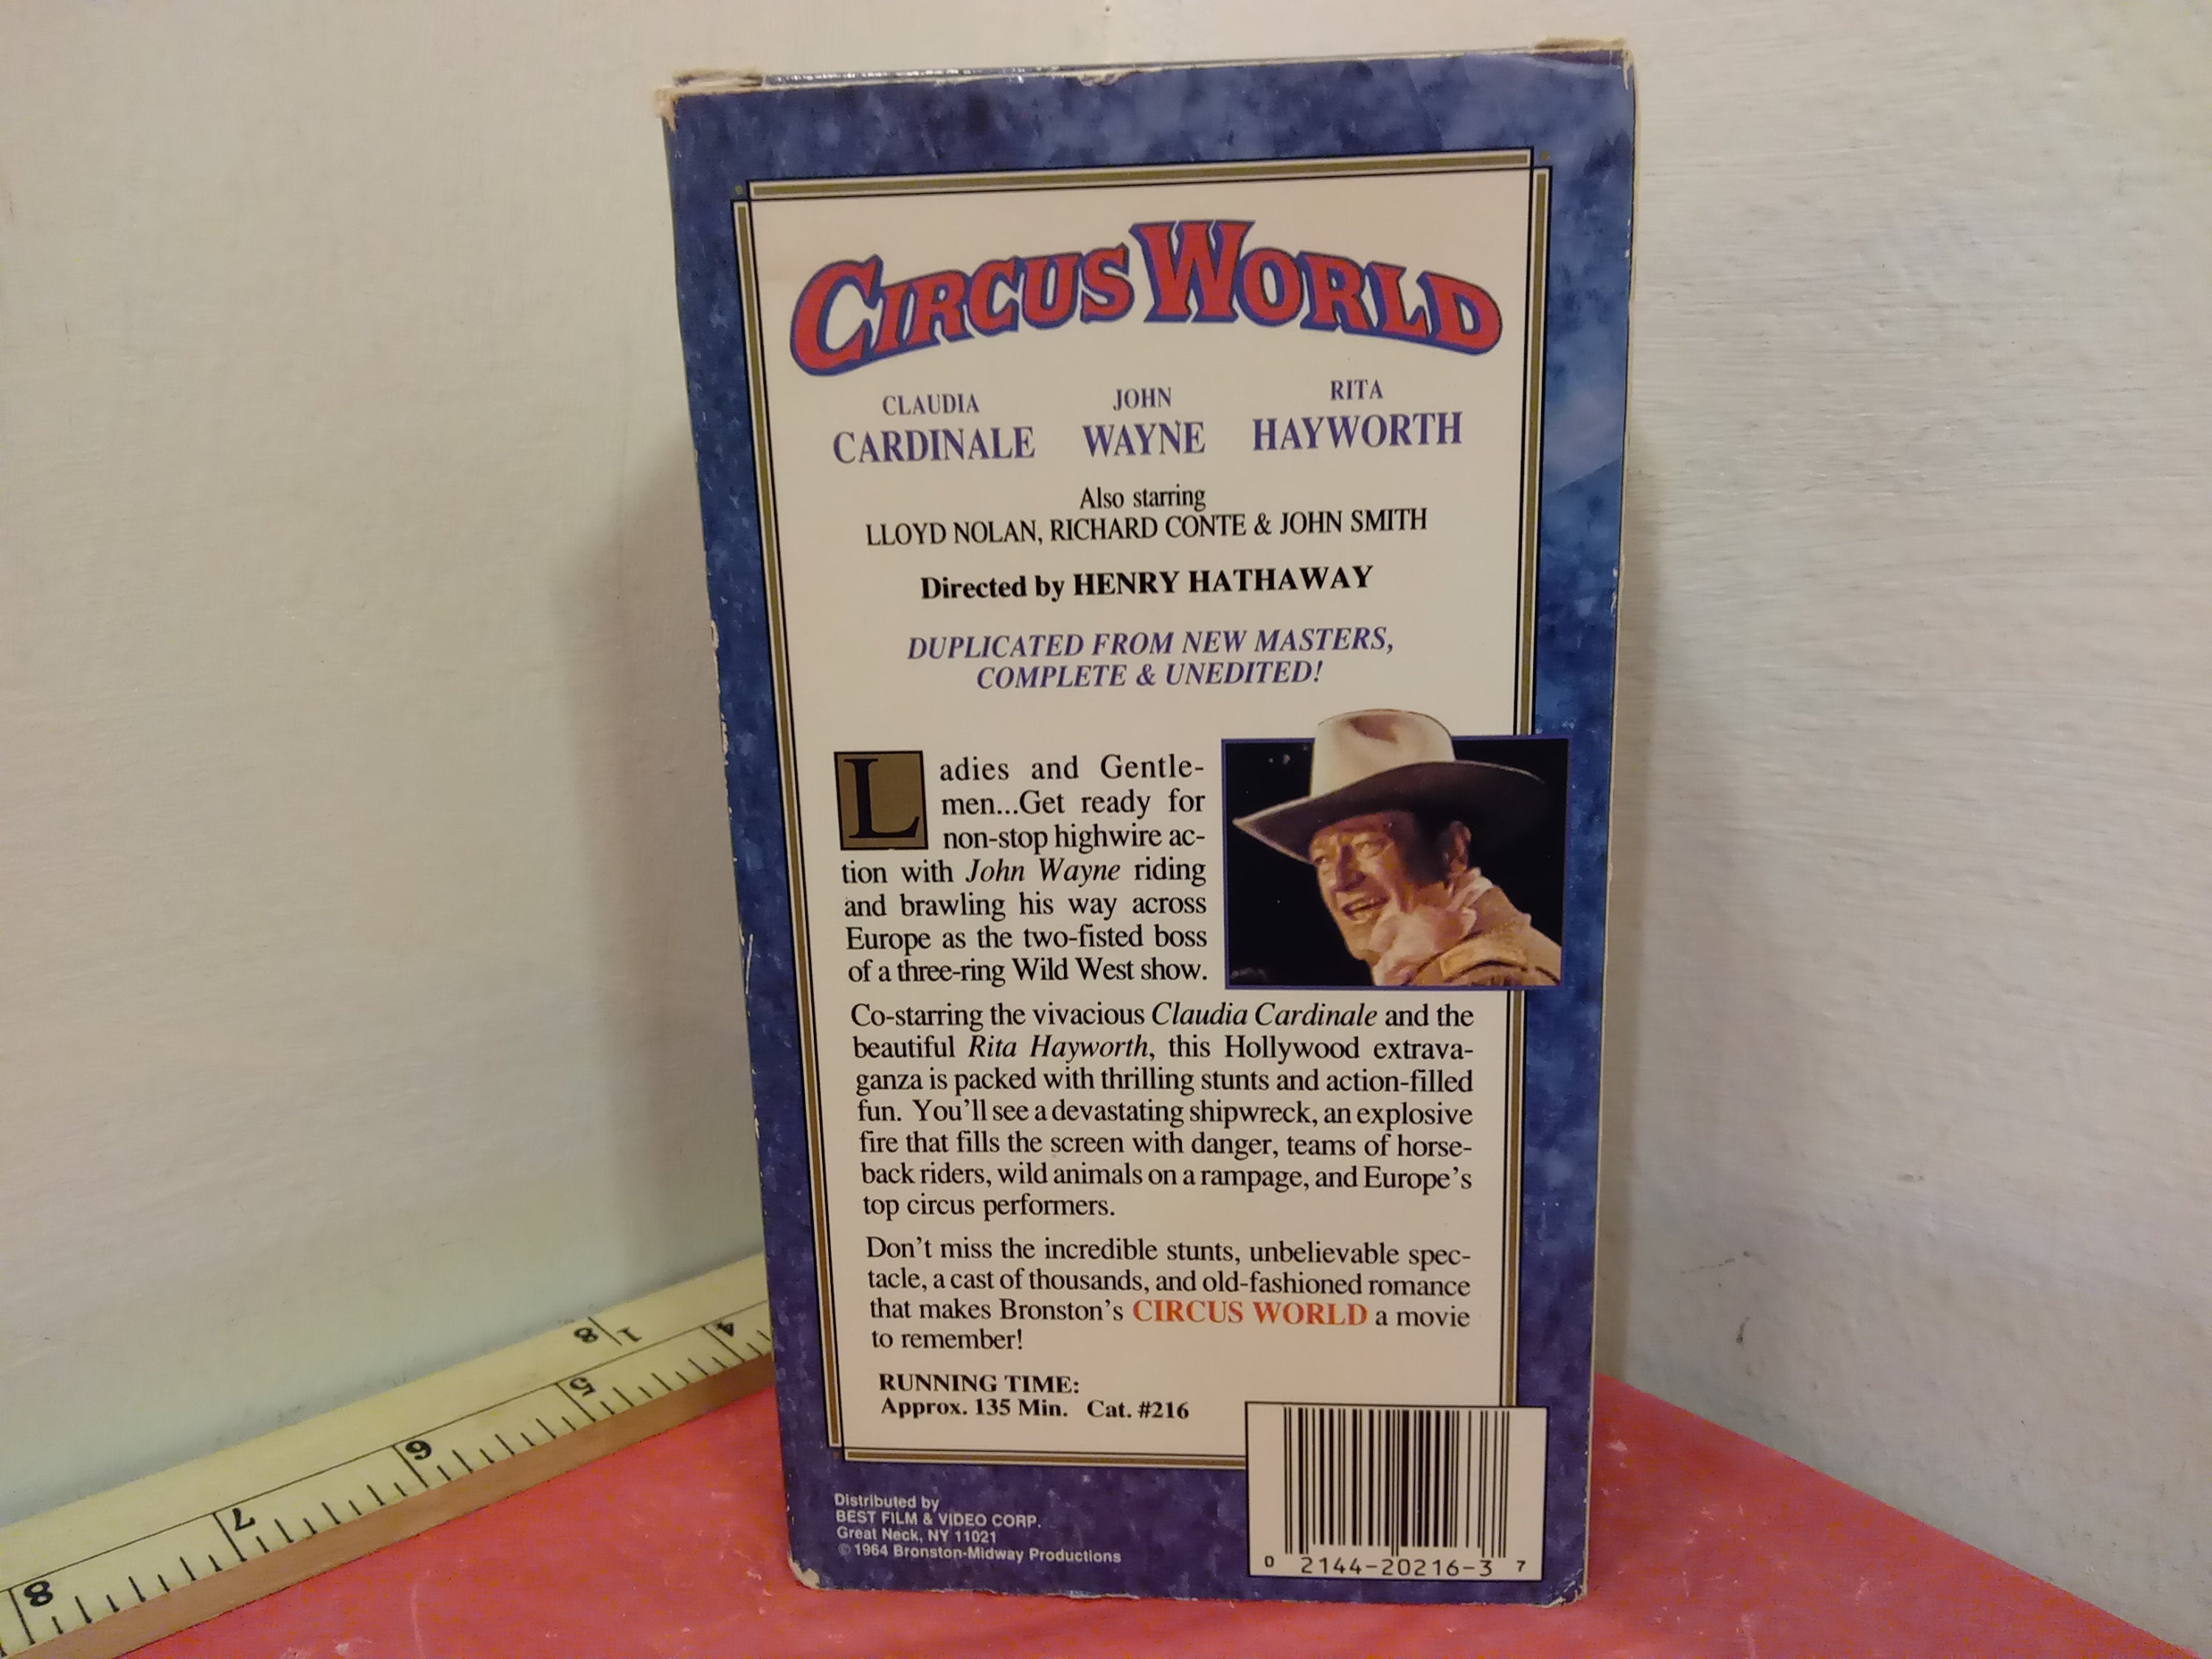 CIRCUS WORLD
CLAUDIA CARDINALE
JOHN WAYNE
RITA HAYWORTH
Also starring
LLOYD NOLAN, RICHARD CONTE & JOHN SMITH
Directed by HENRY HATHAWAY
DUPLICATED FROM NEW MASTERS,
COMPLETE & UNEDITED!
Ladies and Gentle-
men...Get ready for
non-stop highwire ac-
tion with John Wayne riding
and brawling his way across
Europe as the two-fisted boss
of a three-ring Wild West show.
Co-starring the vivacious Claudia Cardinale and the
beautiful Rita Hayworth, this Hollywood extrava-
ganza is packed with thrilling stunts and action-filled
fun. You'll see a devastating shipwreck, an explosive
fire that fills the screen with danger, teams of horse-
back riders, wild animals on a rampage, and Europe's
top circus performers.
Don't miss the incredible stunts, unbelievable spec-
tacle, a cast of thousands, and old-fashioned romance
that makes Bronston's CIRCUS WORLD a movie
to remember!
RUNNING TIME:
Approx. 135 Min. Cat. #216
Distributed by
BEST FILM & VIDEO CORP.
Great Neck, NY 11021
© 1964 Bronston-Midway Productions
0 2144-20216-3 7
8 1
4
5
6
7
8